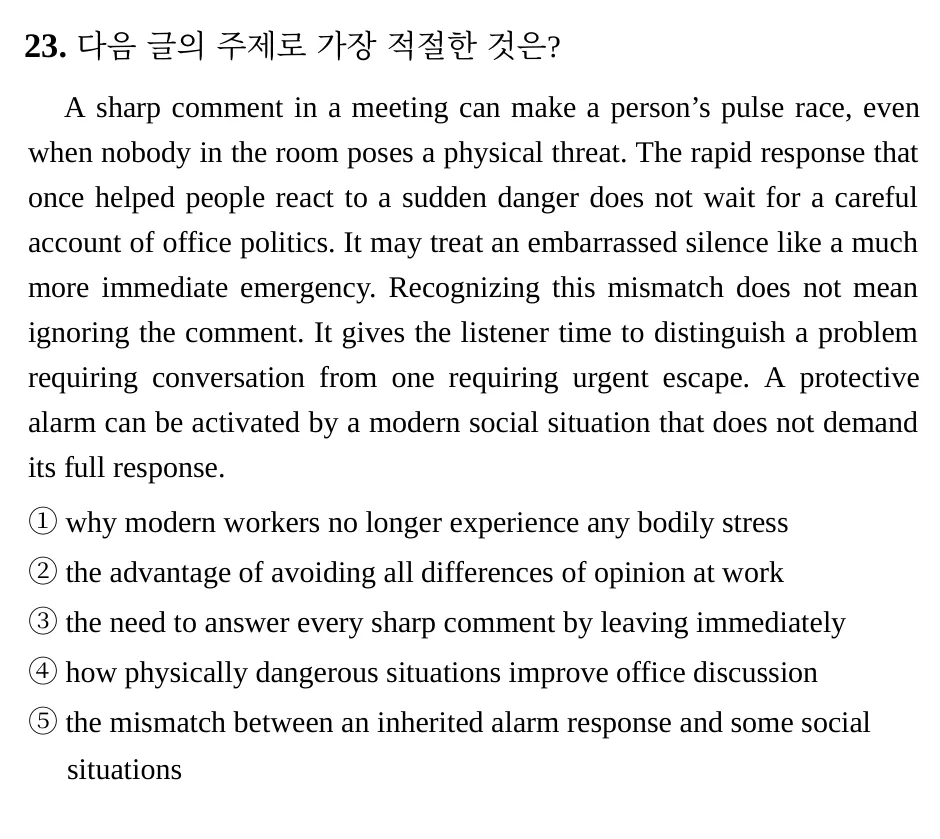 23. 다음 글의 주제로 가장 적절한 것은?
A sharp comment in a meeting can make a person’s pulse race, even
when nobody in the room poses a physical threat. The rapid response that
once helped people react to a sudden danger does not wait for a careful
account of office politics. It may treat an embarrassed silence like a much
more immediate emergency. Recognizing this mismatch does not mean
ignoring the comment. It gives the listener time to distinguish a problem
requiring conversation from one requiring urgent escape. A protective
alarm can be activated by a modern social situation that does not demand
its full response.
① why modern workers no longer experience any bodily stress
② the advantage of avoiding all differences of opinion at work
③ the need to answer every sharp comment by leaving immediately
④ how physically dangerous situations improve office discussion
⑤ the mismatch between an inherited alarm response and some social
situations